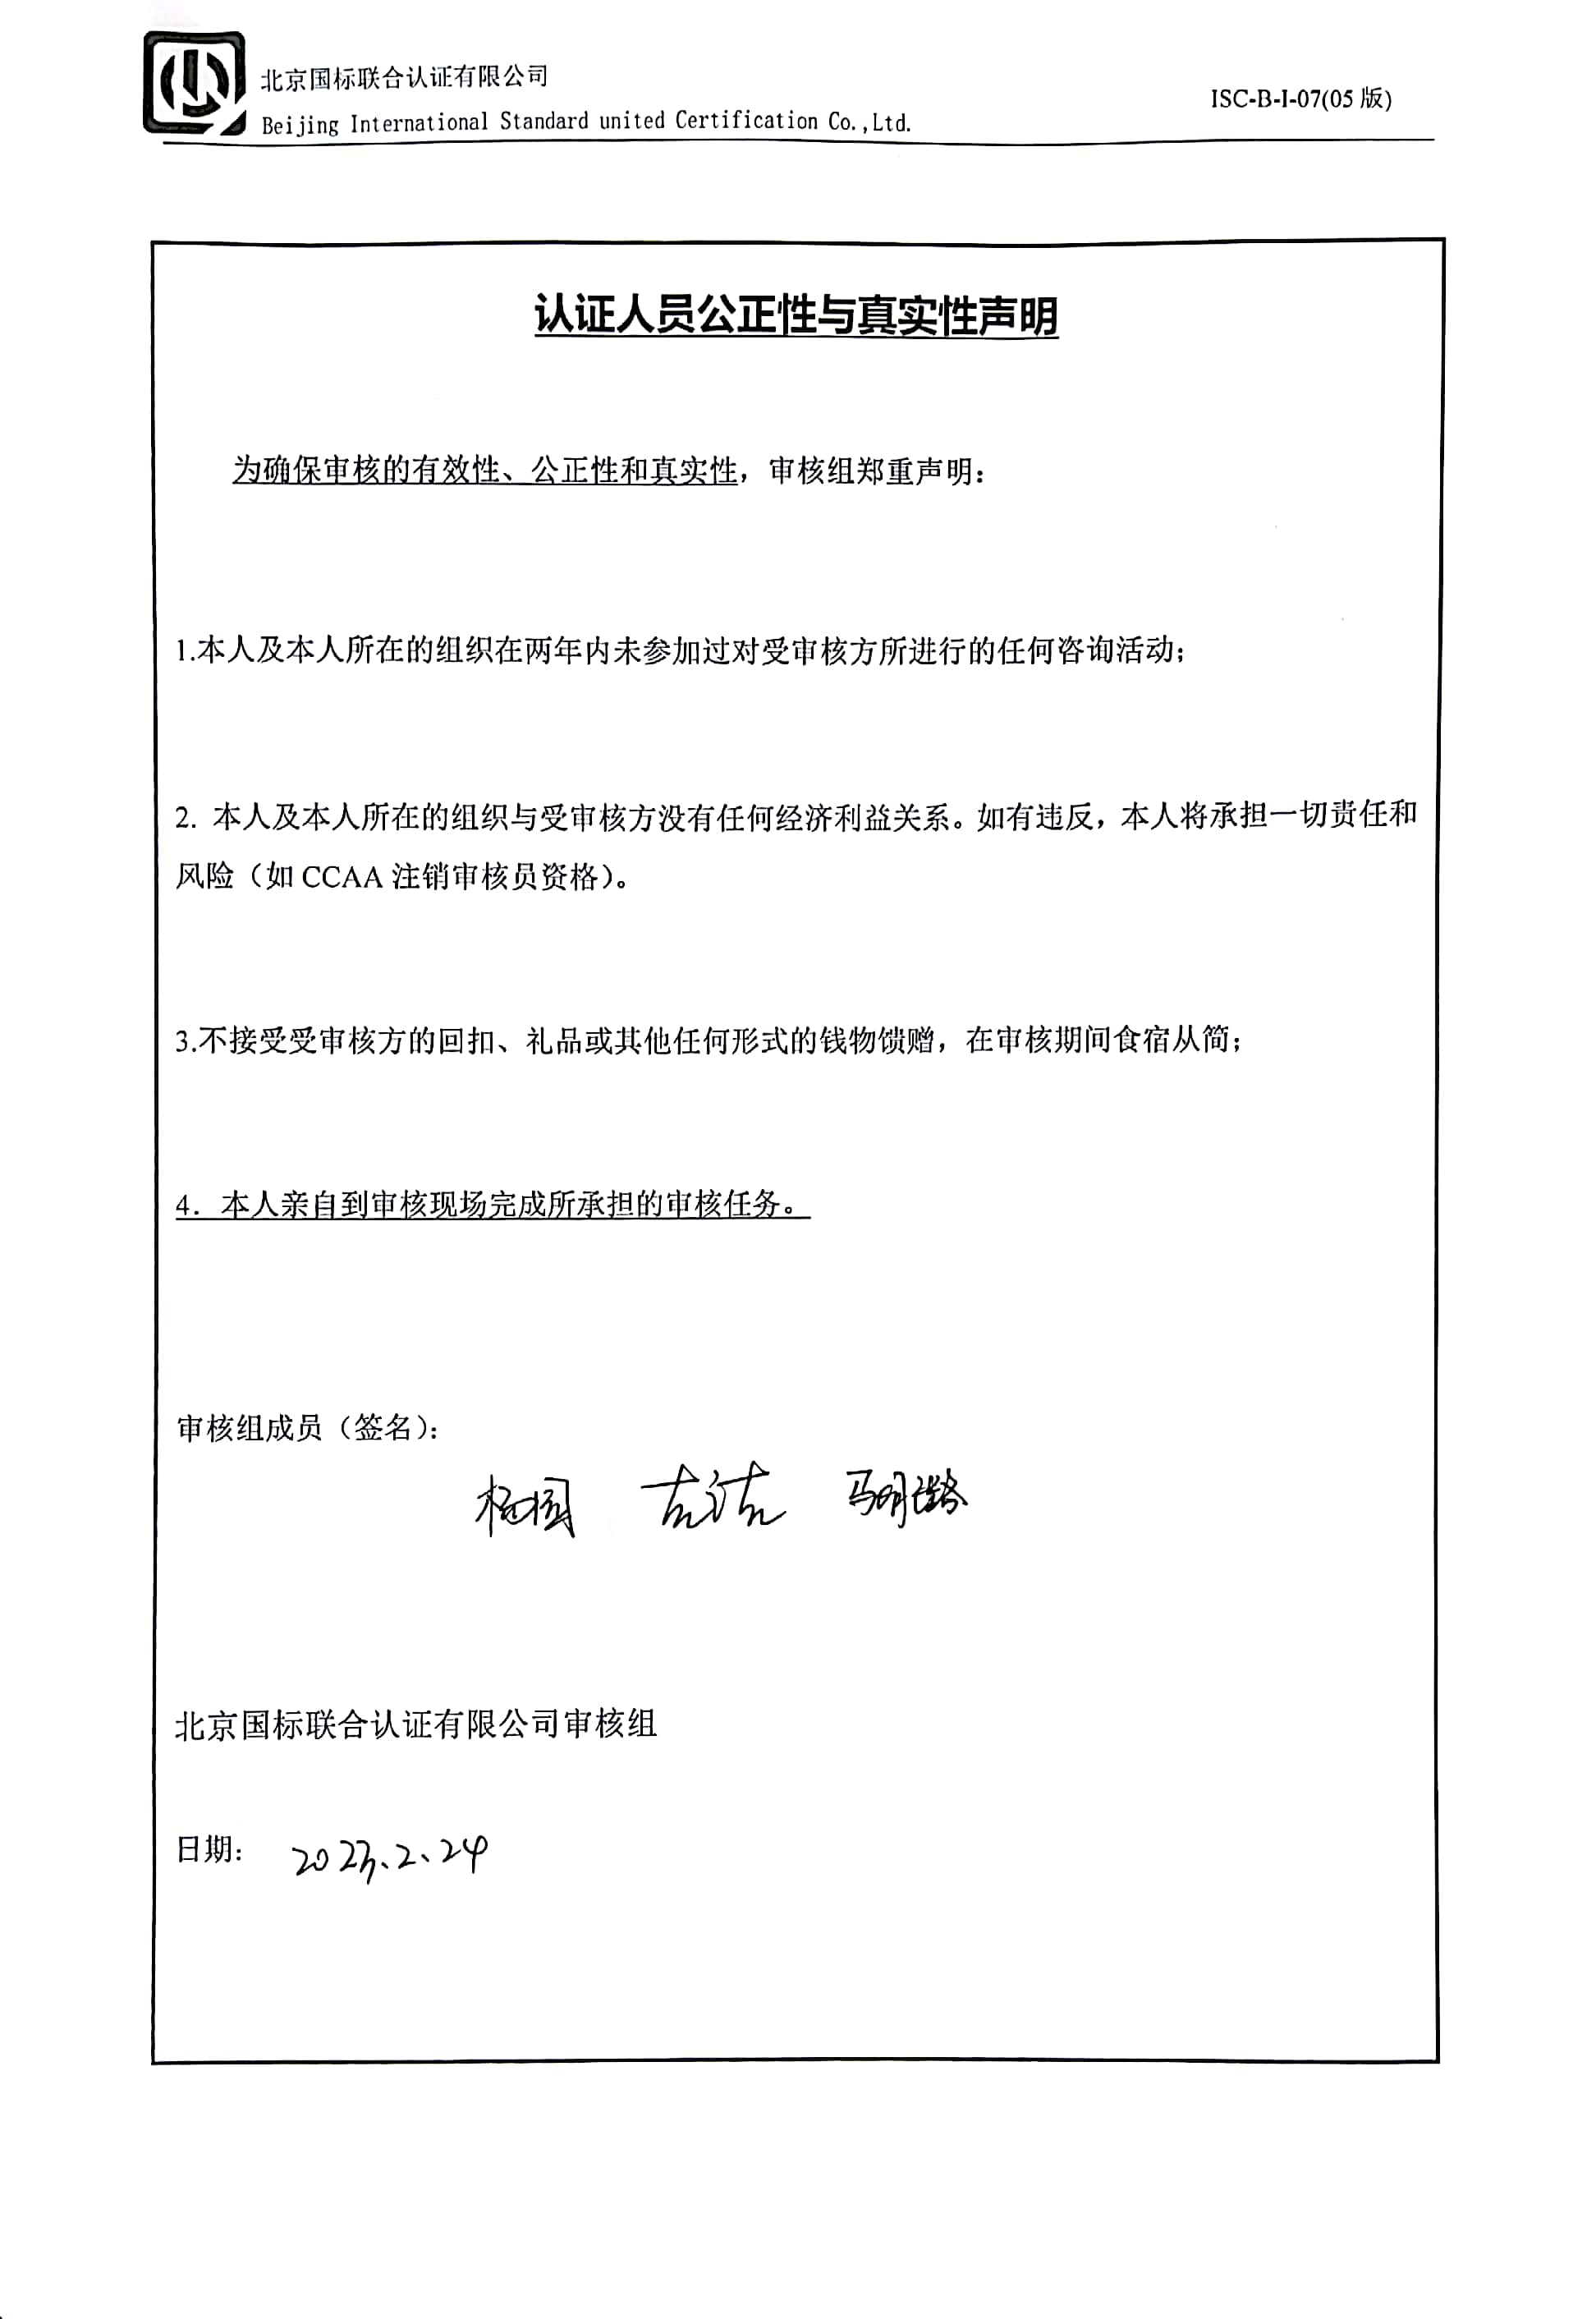 北京国标联合认证有限公司
Beijing International Standard united Certification Co.,Ltd.
ISC-B-I-07(05 版)
认证人员公正性与真实性声明
为确保审核的有效性、公正性和真实性，审核组郑重声明：
1.本人及本人所在的组织在两年内未参加过对受审核方所进行的任何咨询活动；
2. 本人及本人所在的组织与受审核方没有任何经济利益关系。如有违反，本人将承担一切责任和
风险（如 CCAA 注销审核员资格）。
3.不接受受审核方的回扣、礼品或其他任何形式的钱物馈赠，在审核期间食宿从简；
4. 本人亲自到审核现场完成所承担的审核任务。
审核组成员（签名）：
北京国标联合认证有限公司审核组
日期： 2023、2、24